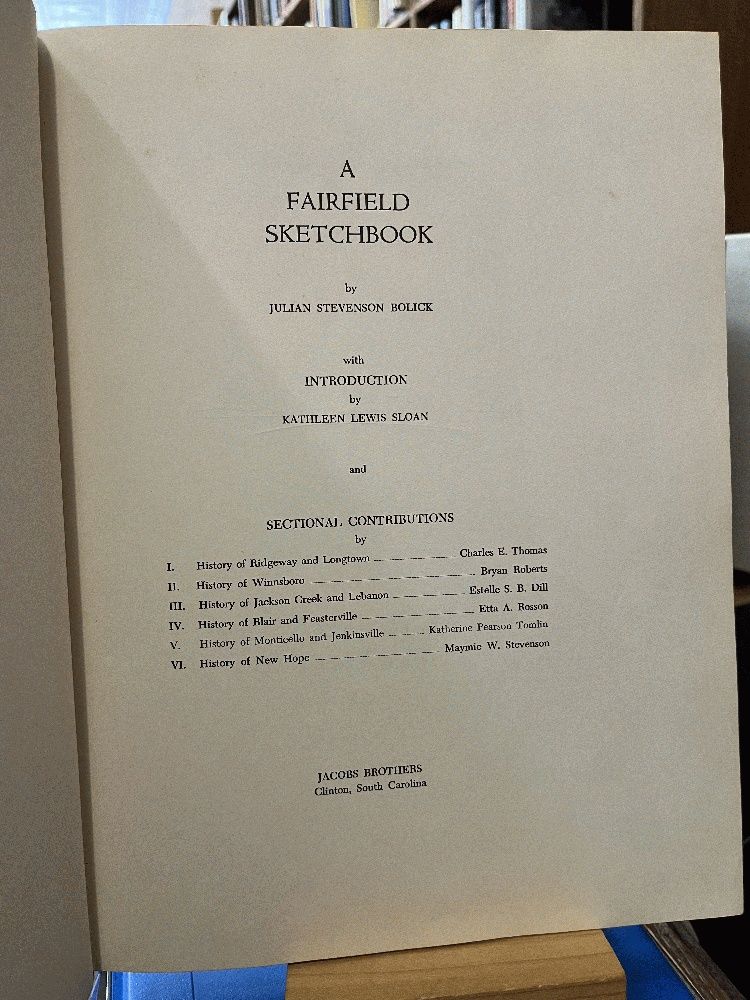 A
FAIRFIELD
SKETCHBOOK
by
JULIAN STEVENSON BOLICK
with
INTRODUCTION
by
KATHLEEN LEWIS SLOAN
and
SECTIONAL CONTRIBUTIONS
by
I. History of Ridgeway and Longtown Charles E. Thomas
II. History of Winnsboro Bryan Roberts
III. History of Jackson Creek and Lebanon Estelle S. B. Dill
IV. History of Blair and Feasterville Etta A. Rosson
V. History of Monticello and Jenkinsville Katherine Pearson Tomlin
VI. History of New Hope Maymie W. Stevenson
JACOBS BROTHERS
Clinton, South Carolina